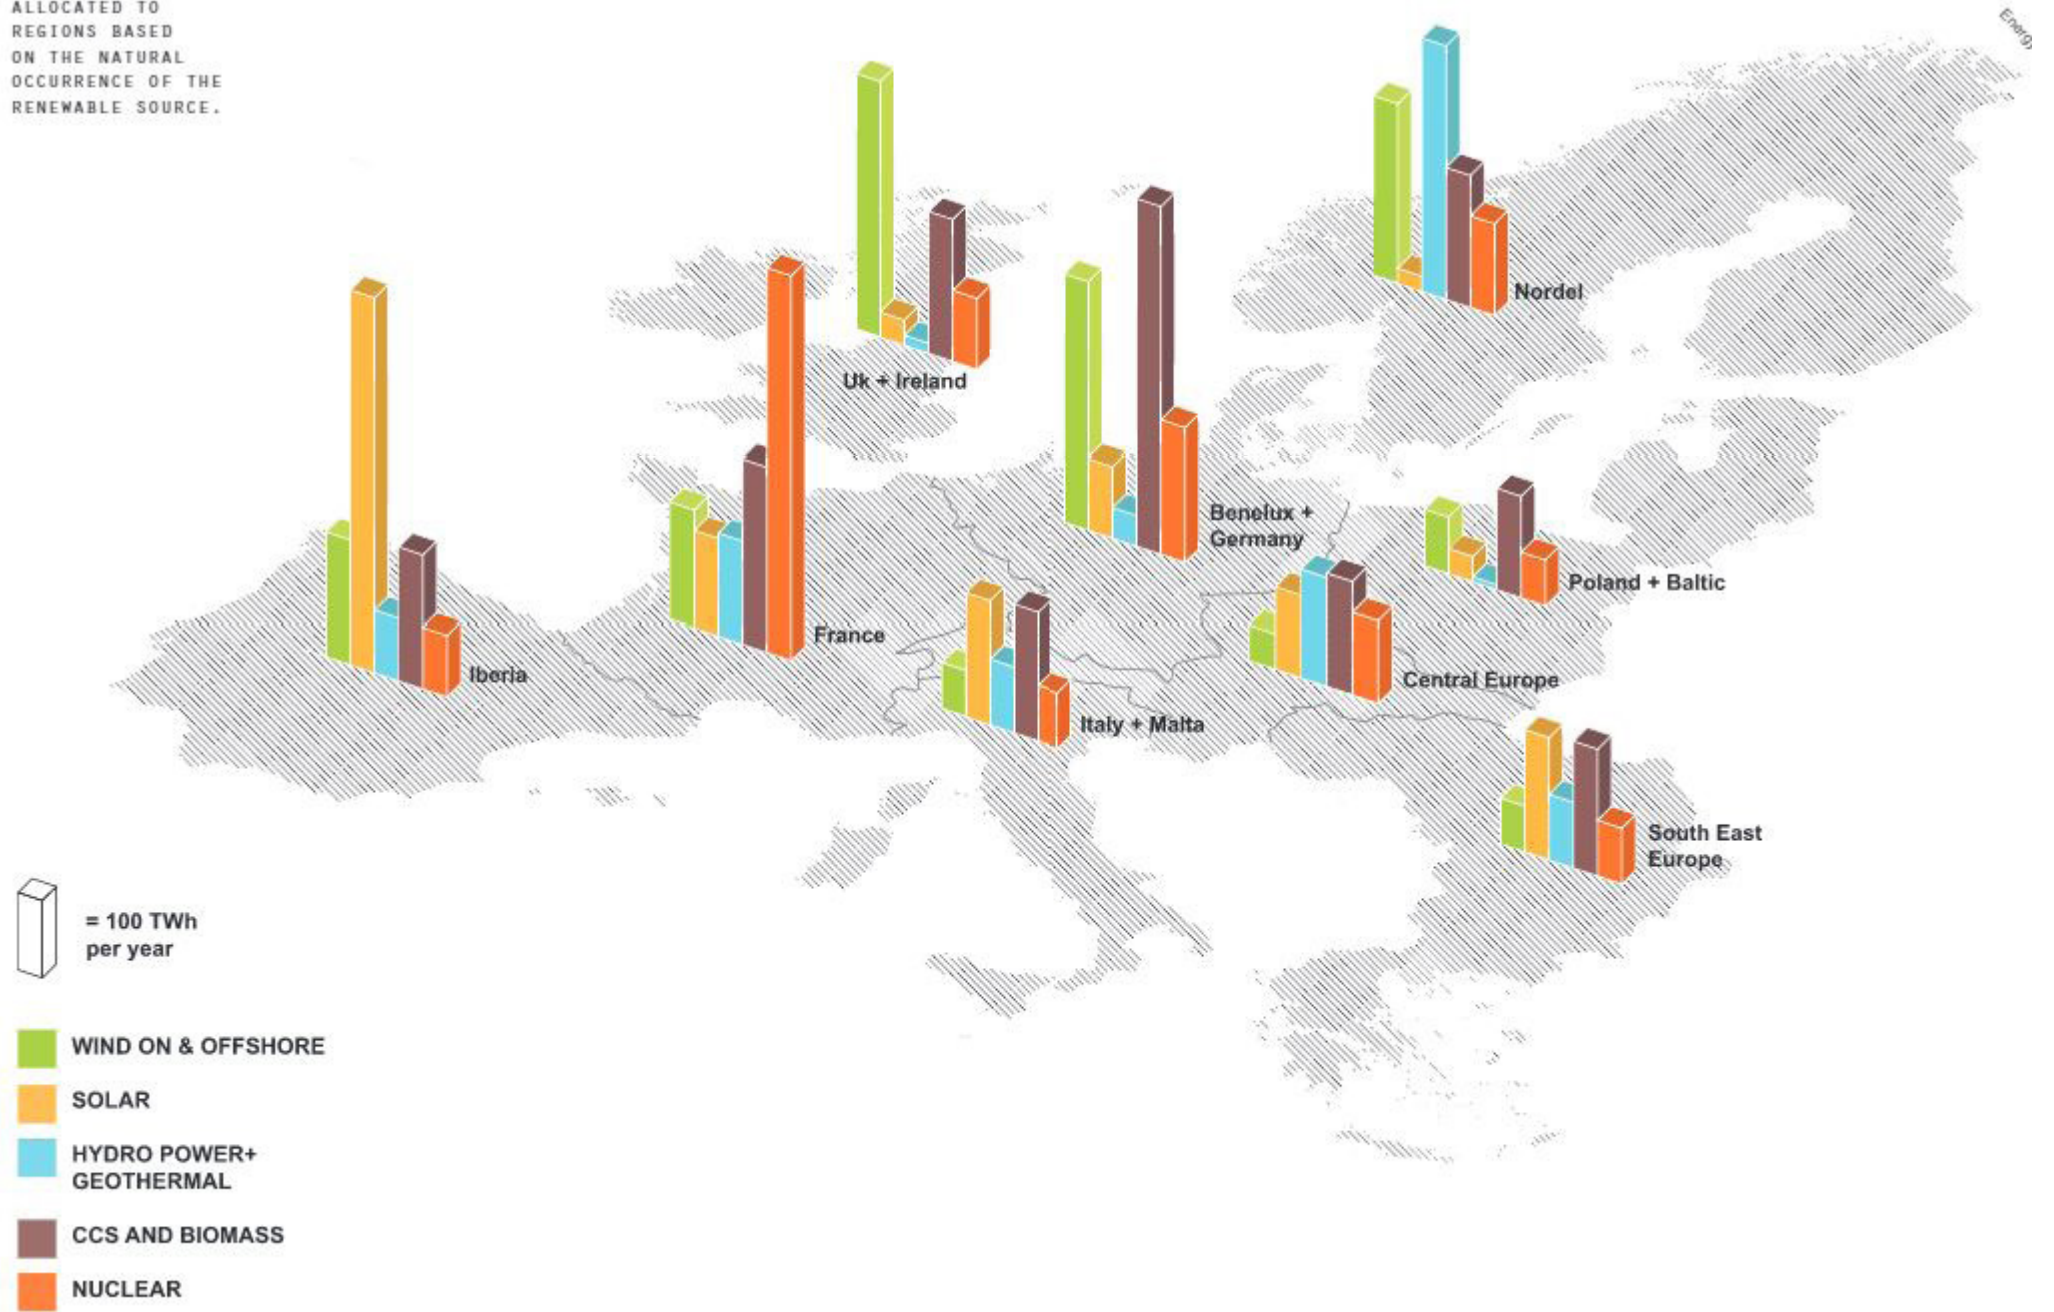 ALLOCATED TO
REGIONS BASED
ON THE NATURAL
OCCURRENCE OF THE
RENEWABLE SOURCE.
Energy
Nordel
Uk + Ireland
Benelux +
Germany
Poland + Baltic
France
Iberia
Central Europe
Italy + Malta
South East
Europe
= 100 TWh
per year
WIND ON & OFFSHORE
SOLAR
HYDRO POWER+
GEOTHERMAL
CCS AND BIOMASS
NUCLEAR